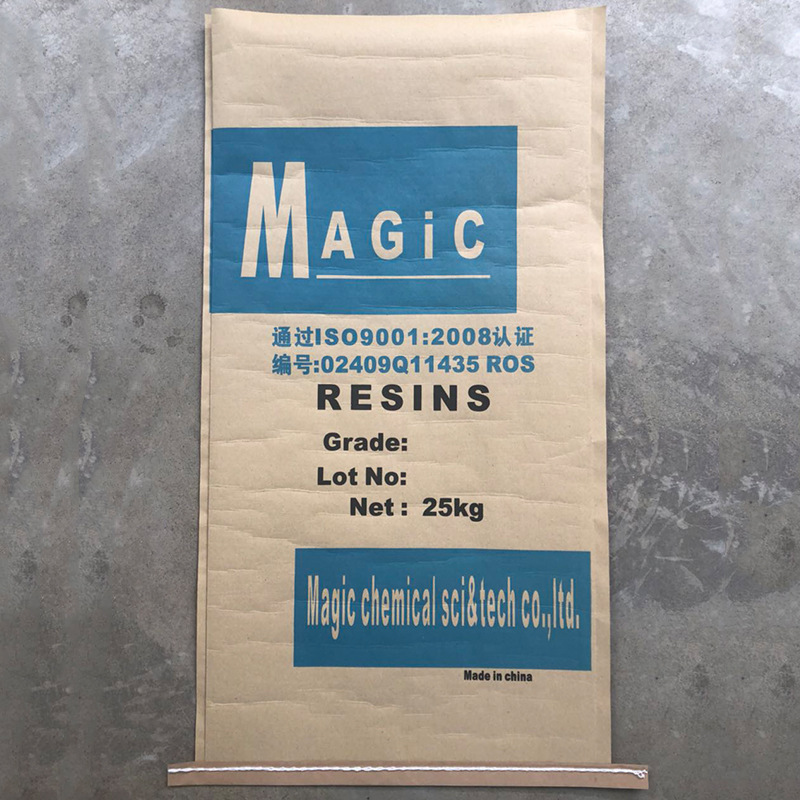 MAGiC
通过ISO9001:2008认证
编号:02409Q11435 ROS
RESINS
Grade:
Lot No:
Net: 25kg
Magic chemical sci&tech co.,ltd.
Made in china